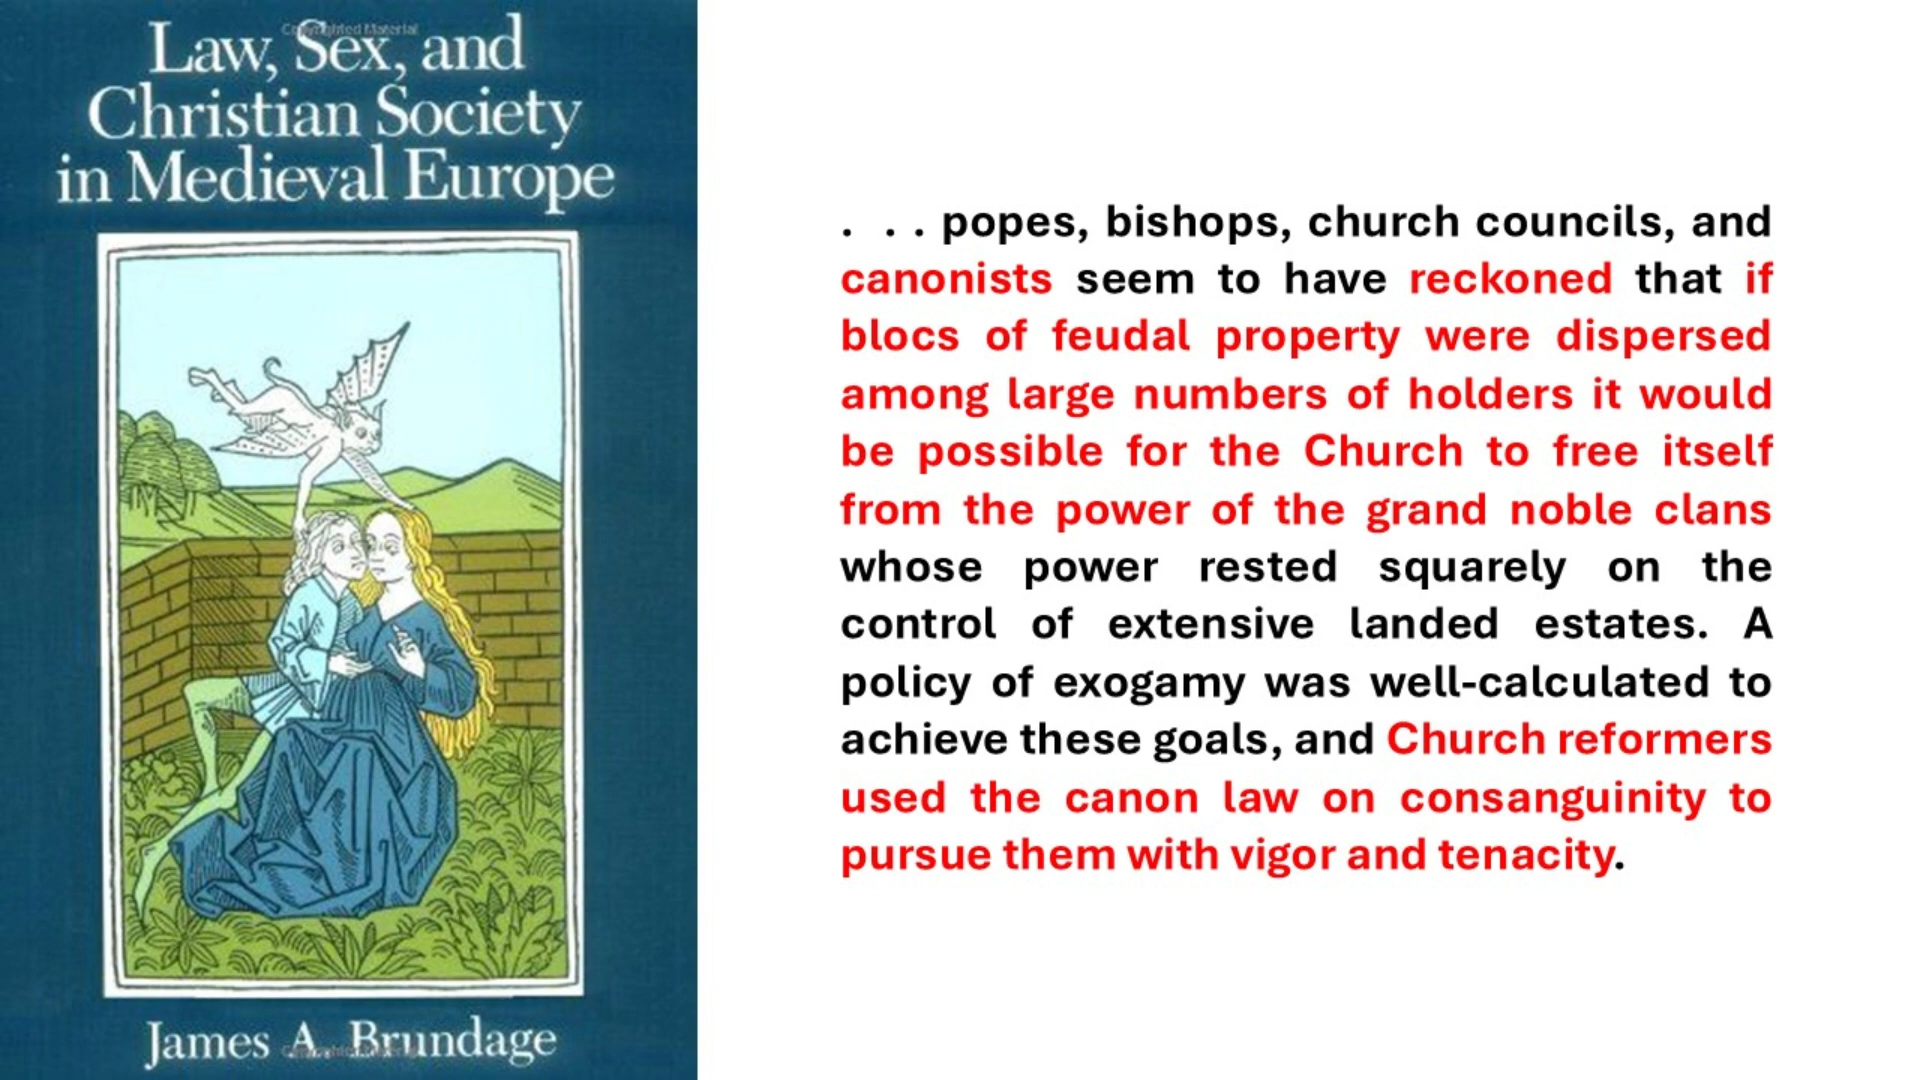 Copyrighted Material
Law, Sex, and
Christian Society
in Medieval Europe
James A. Brundage
. . . popes, bishops, church councils, and
canonists seem to have reckoned that if
blocs of feudal property were dispersed
among large numbers of holders it would
be possible for the Church to free itself
from the power of the grand noble clans
whose power rested squarely on the
control of extensive landed estates. A
policy of exogamy was well-calculated to
achieve these goals, and Church reformers
used the canon law on consanguinity to
pursue them with vigor and tenacity.